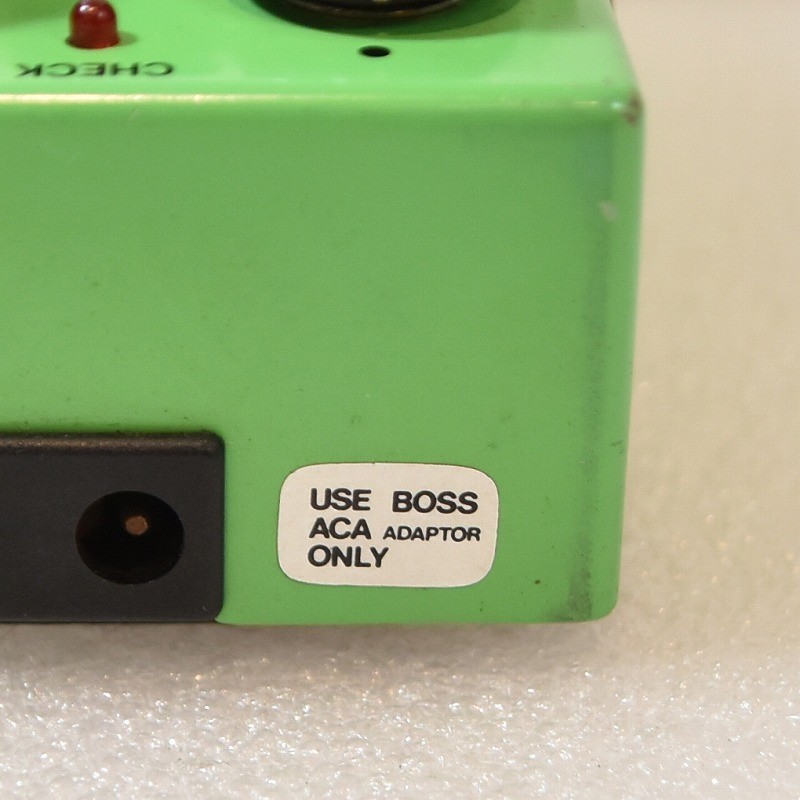 CHECK
USE BOSS
ACA ADAPTOR
ONLY